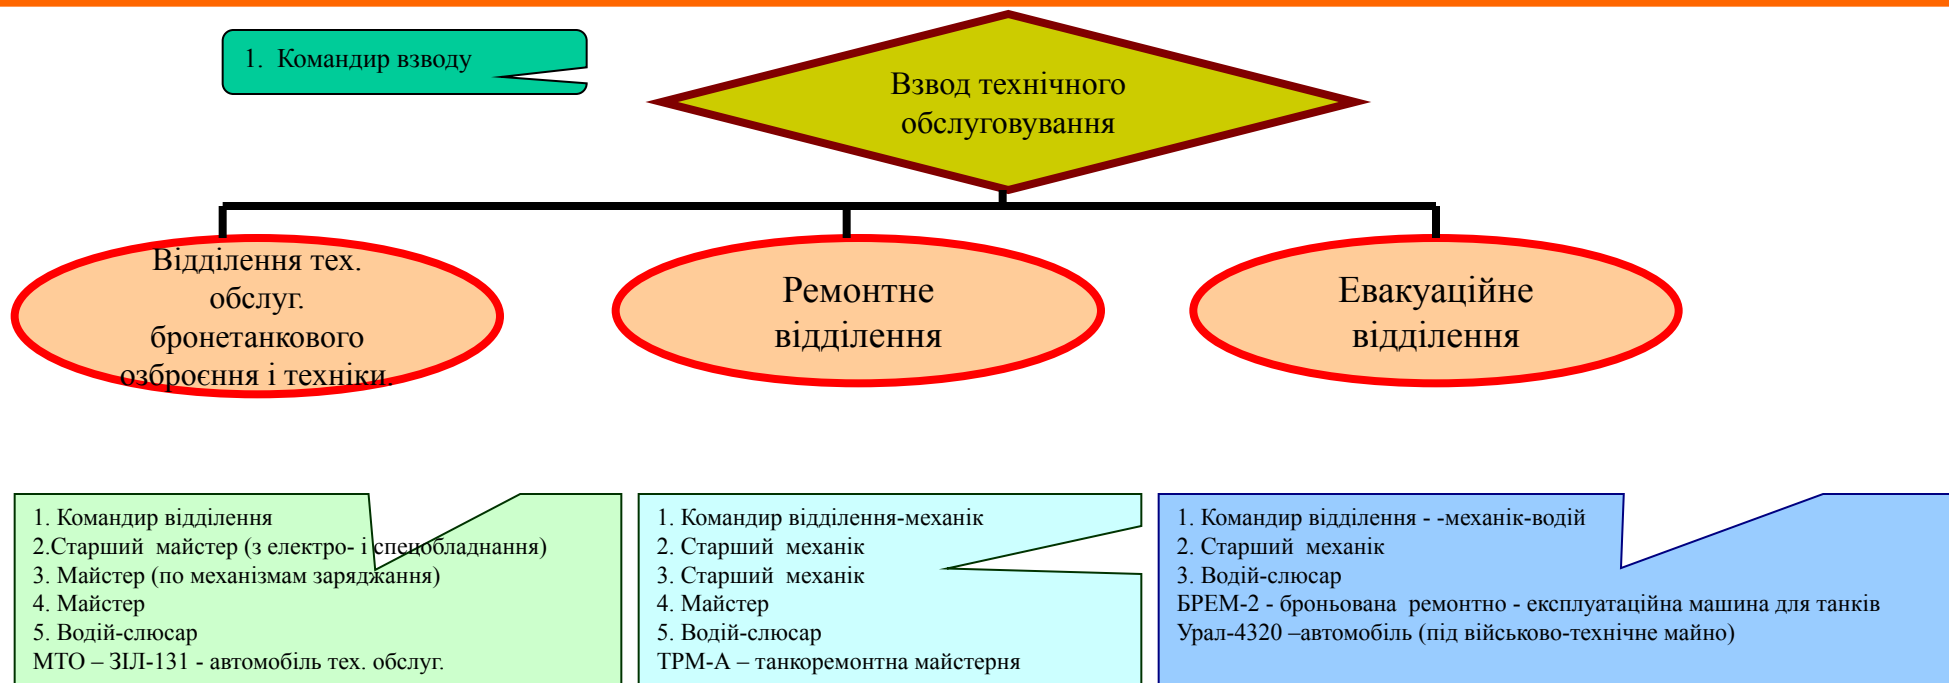 1. Командир взводу
Взвод технічного
обслуговування
Відділення тех.
обслуг.
бронетанкового
озброєння і техніки.
Ремонтне
відділення
Евакуаційне
відділення
1. Командир відділення
2.Старший майстер (з електро- і спецобладнання)
3. Майстер (по механізмам заряджання)
4. Майстер
5. Водій-слюсар
МТО – ЗІЛ-131 - автомобіль тех. обслуг.
1. Командир відділення-механік
2. Старший механік
3. Старший механік
4. Майстер
5. Водій-слюсар
ТРМ-А – танкоремонтна майстерня
1. Командир відділення - -механік-водій
2. Старший механік
3. Водій-слюсар
БРЕМ-2 - броньована ремонтно - експлуатаційна машина для танків
Урал-4320 –автомобіль (під військово-технічне майно)